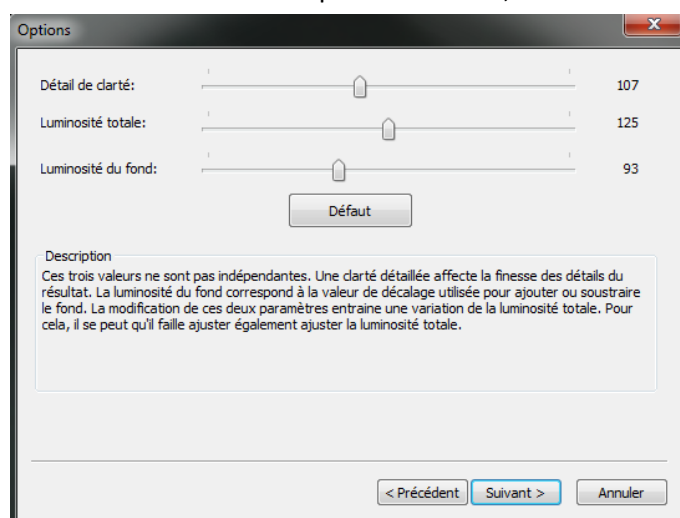 Options
Détail de clarté: 107
Luminosité totale: 125
Luminosité du fond: 93
Défaut
Description
Ces trois valeurs ne sont pas indépendantes. Une clarté détaillée affecte la finesse des détails du
résultat. La luminosité du fond correspond à la valeur de décalage utilisée pour ajouter ou soustraire
le fond. La modification de ces deux paramètres entraine une variation de la luminosité totale. Pour
cela, il se peut qu'il faille ajuster également ajuster la luminosité totale.
< Précédent Suivant > Annuler